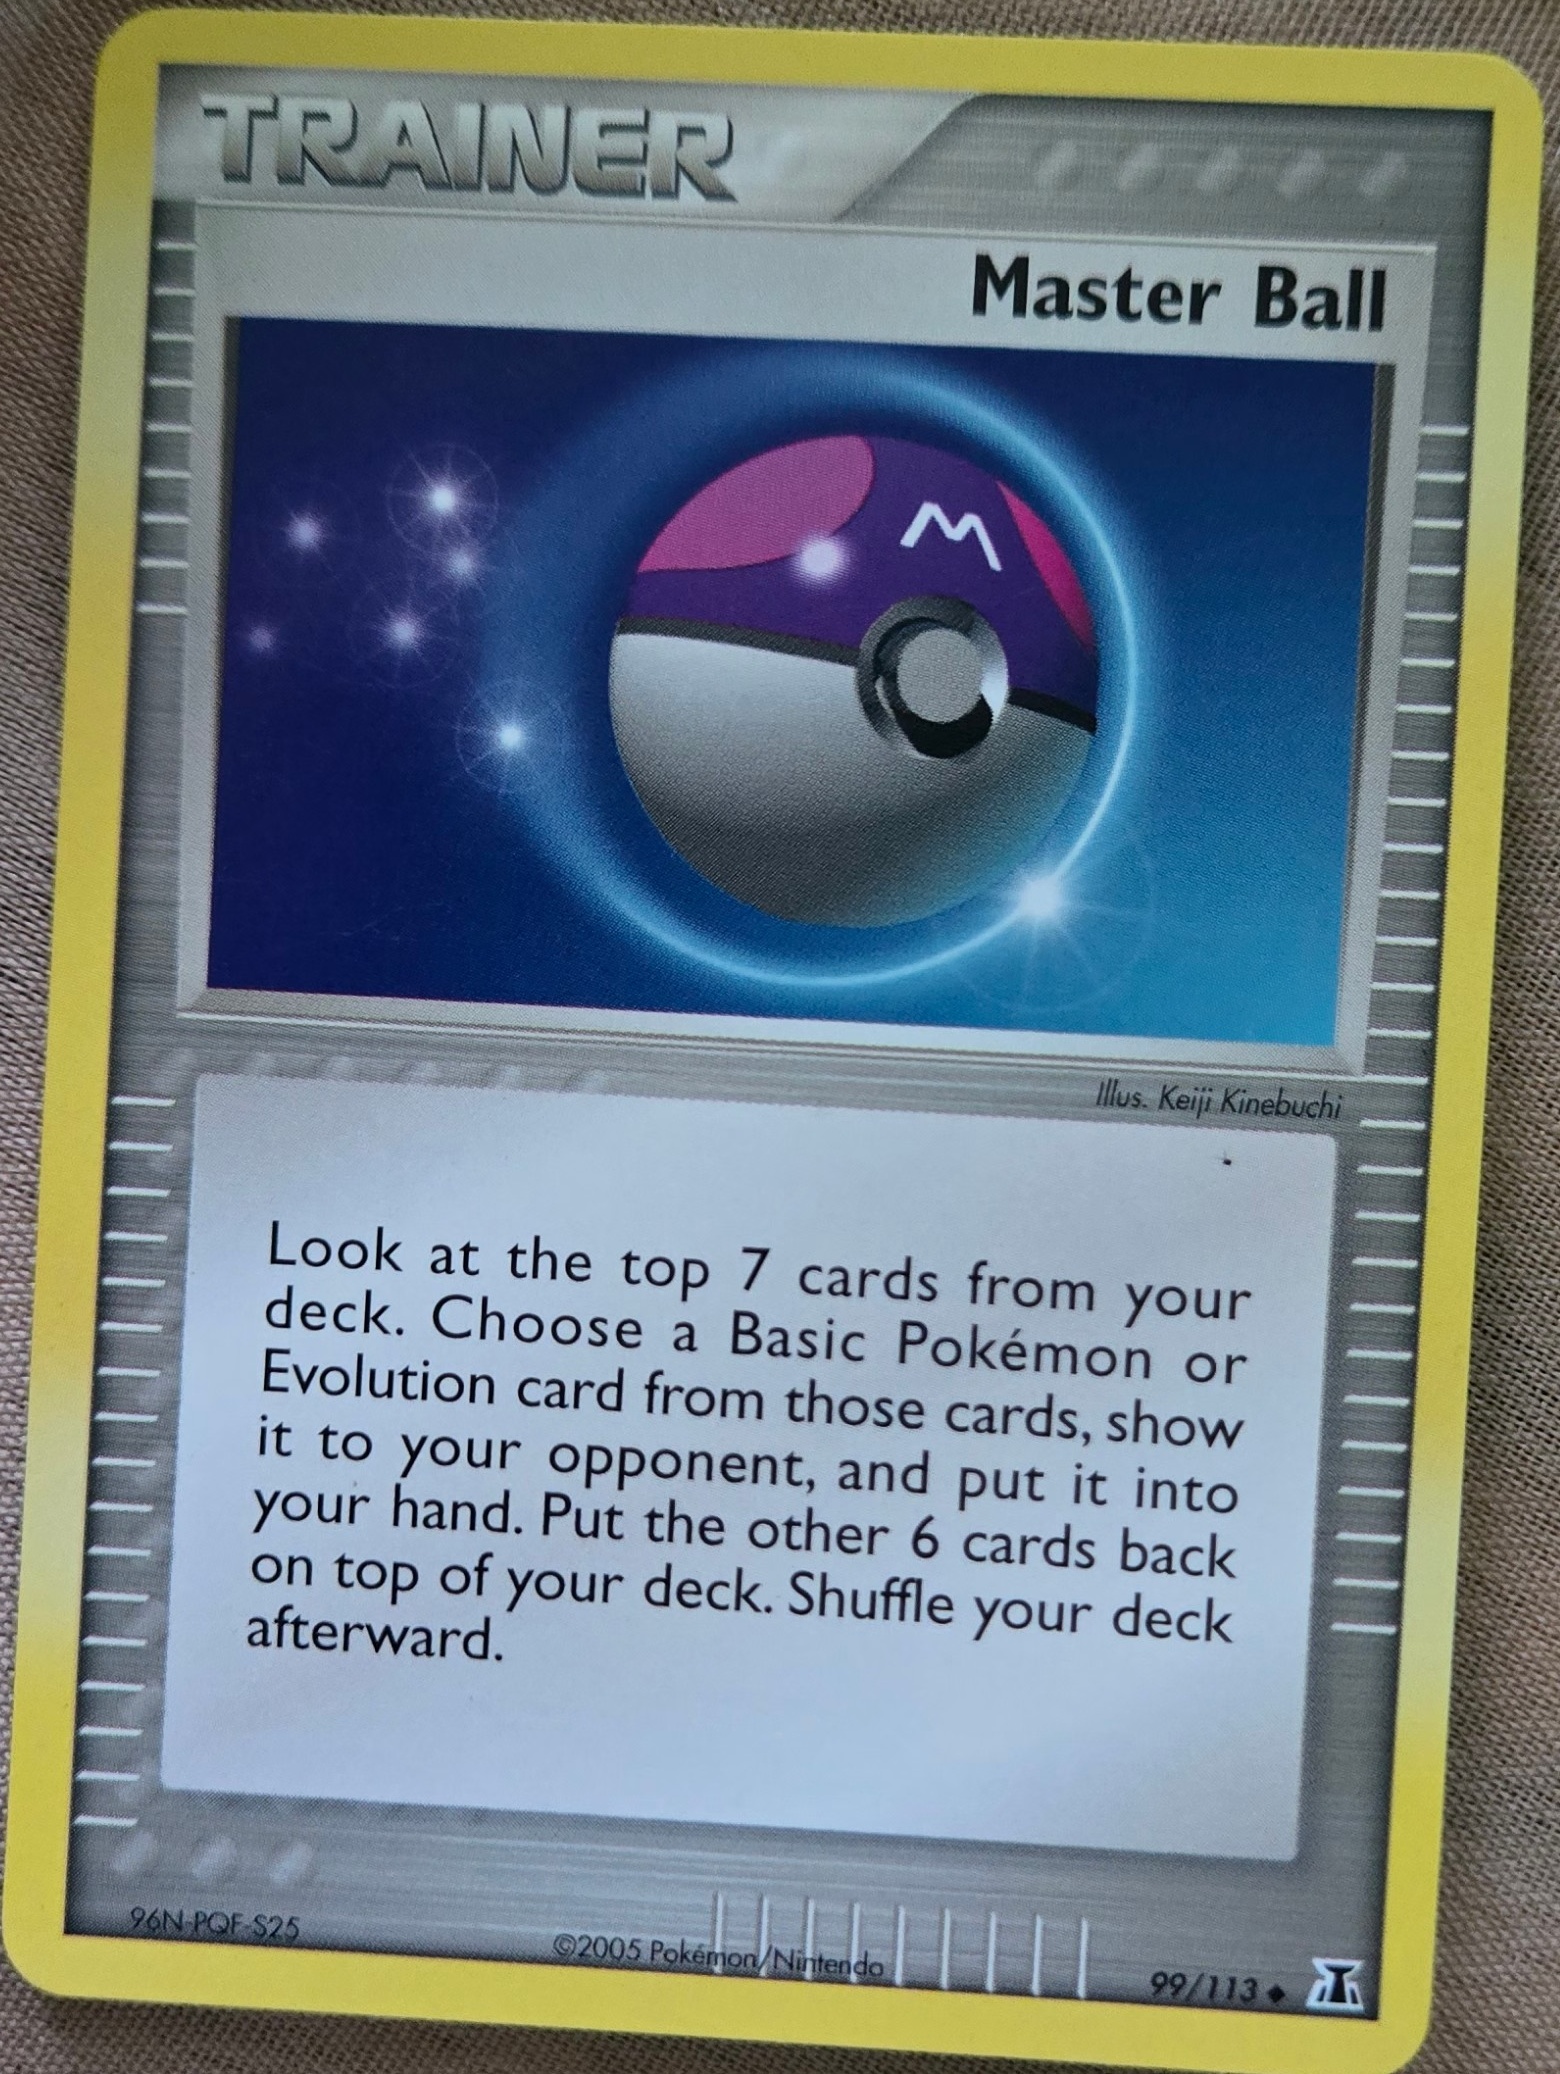 TRAINER
Master Ball
M
Illus. Keiji Kinebuchi
Look at the top 7 cards from your
deck. Choose a Basic Pokémon or
Evolution card from those cards, show
it to your opponent, and put it into
your hand. Put the other 6 cards back
on top of your deck. Shuffle your deck
afterward.
96N-PQF-S25
©2005 Pokémon/Nintendo
99/113